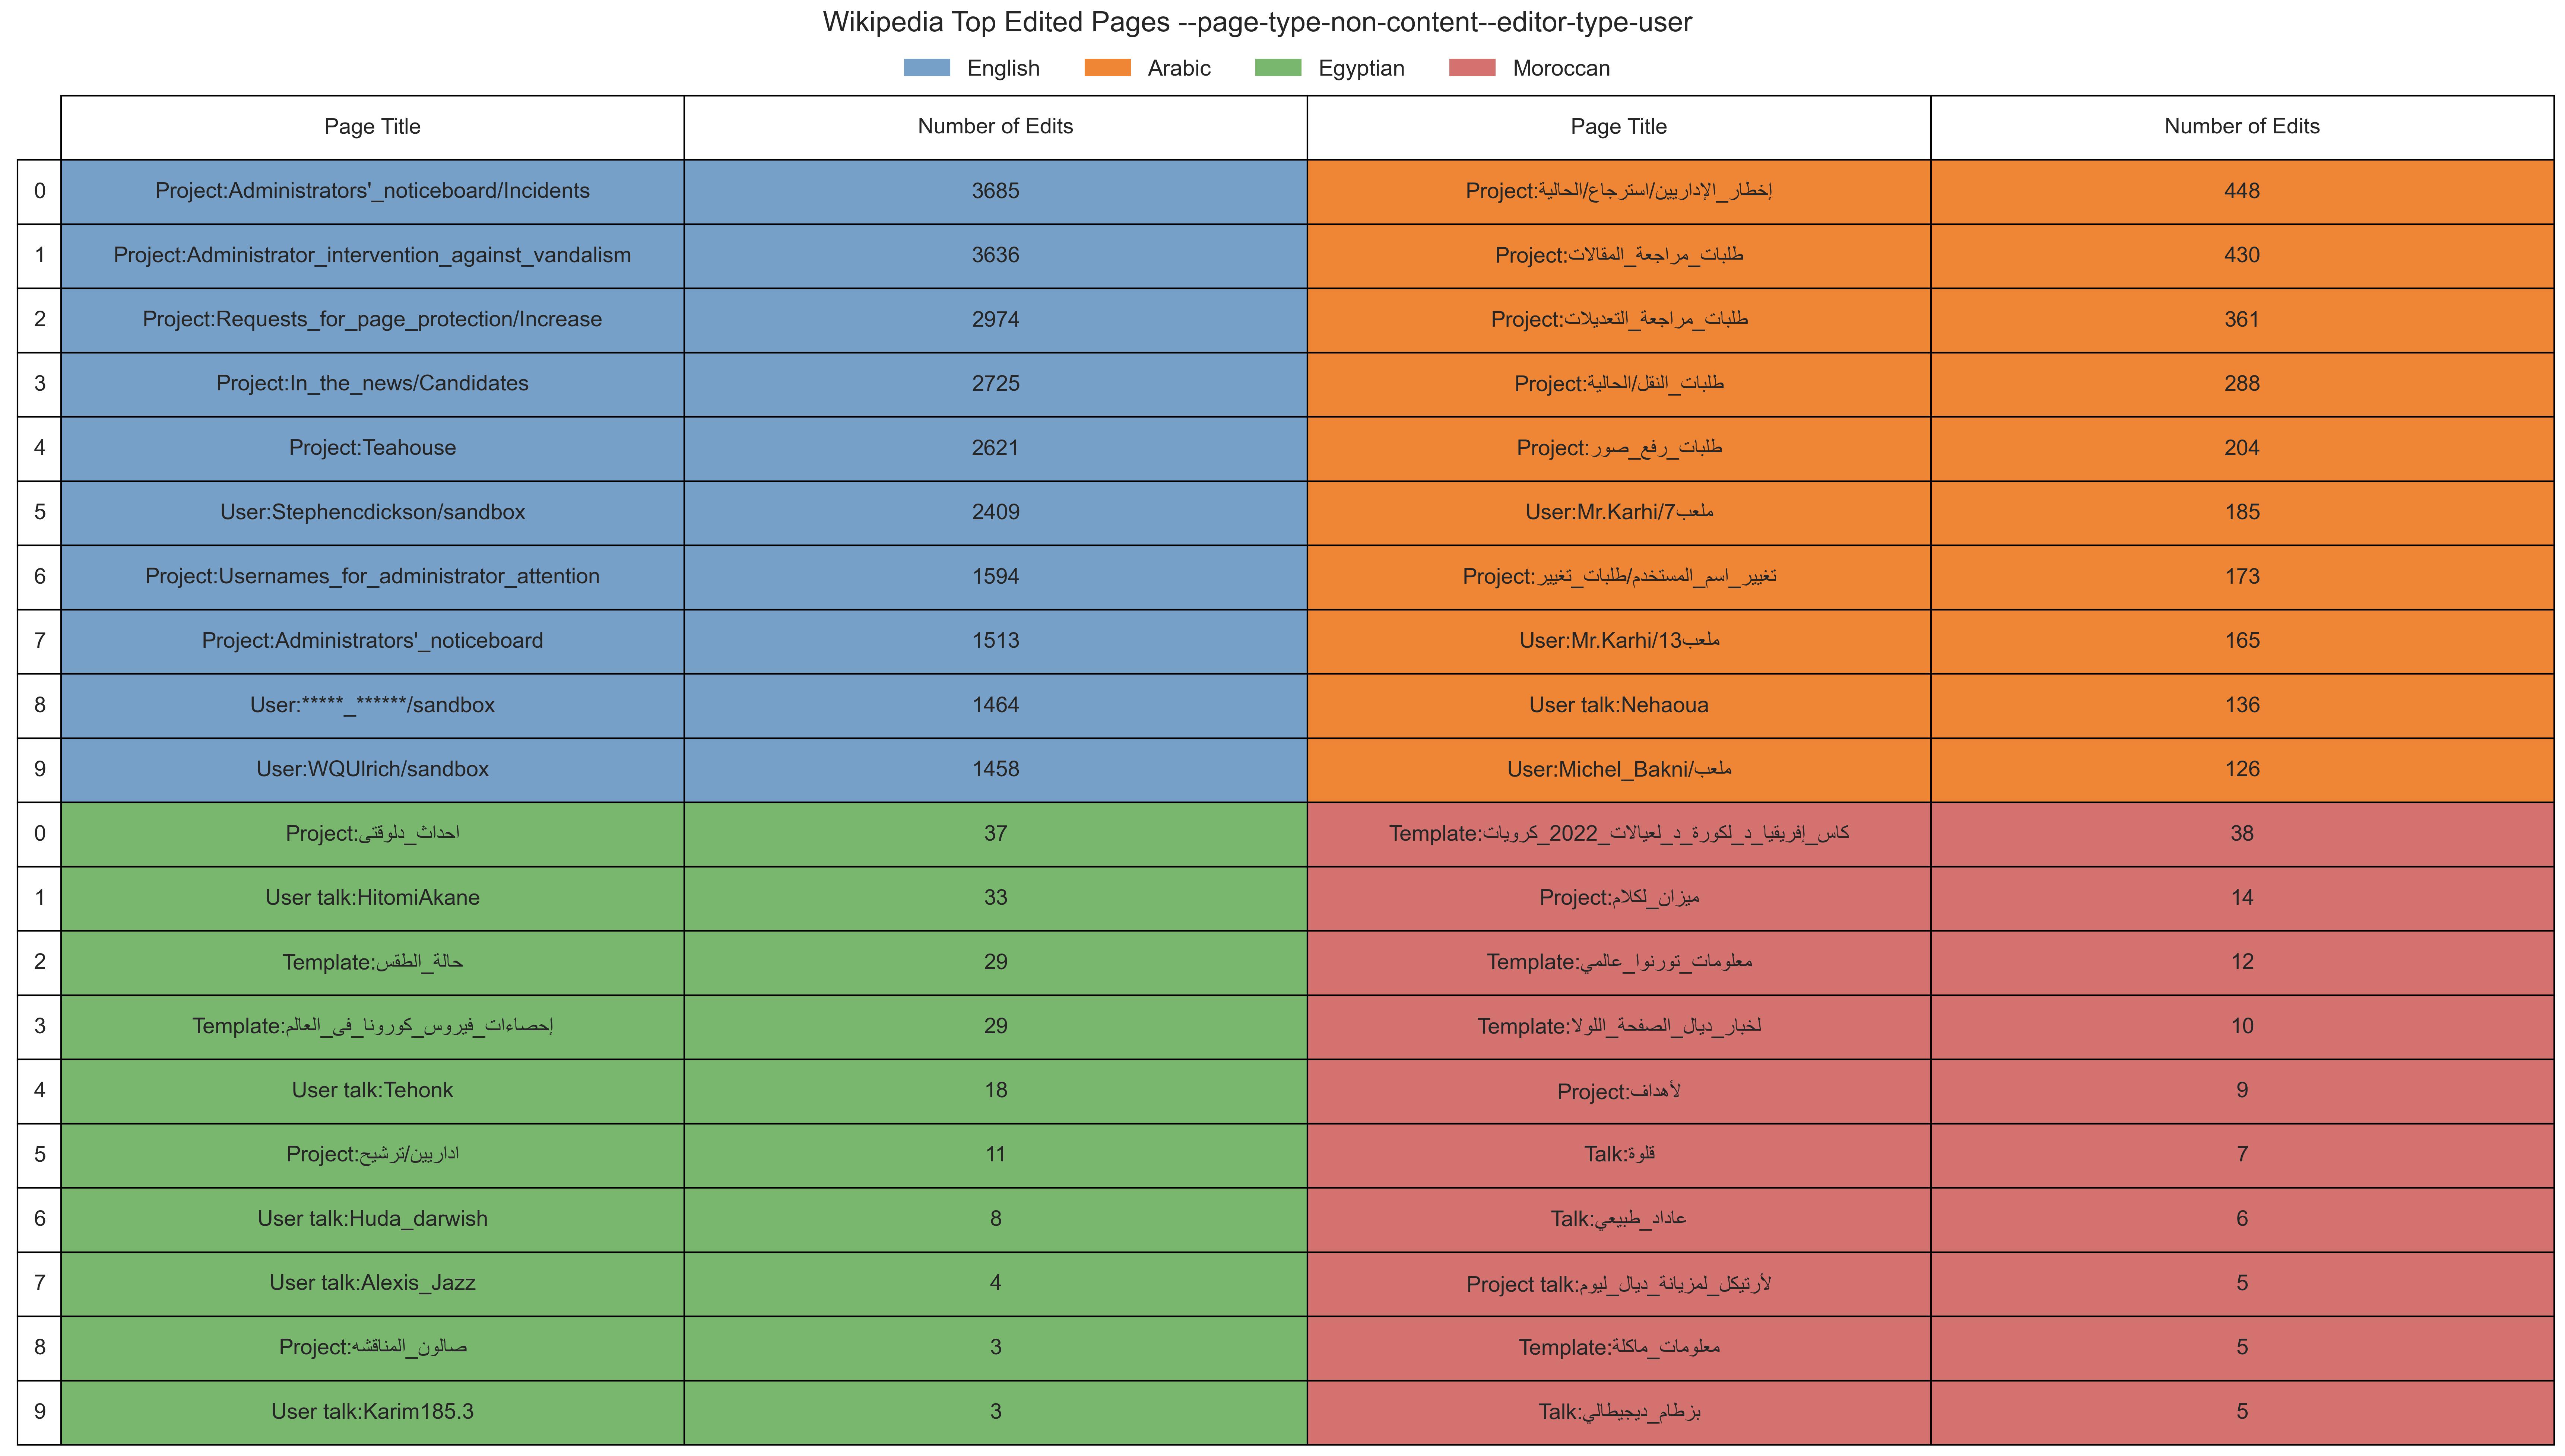 Wikipedia Top Edited Pages --page-type-non-content--editor-type-user
English Arabic Egyptian Moroccan
Page Title Number of Edits Page Title Number of Edits
0 Project:Administrators'_noticeboard/Incidents 3685 Project:إخطار_الإداريين/استرجاع/الحالية 448
1 Project:Administrator_intervention_against_vandalism 3636 Project:طلبات_مراجعة_المقالات 430
2 Project:Requests_for_page_protection/Increase 2974 Project:طلبات_مراجعة_التعديلات 361
3 Project:In_the_news/Candidates 2725 Project:طلبات_النقل/الحالية 288
4 Project:Teahouse 2621 Project:طلبات_رفع_صور 204
5 User:Stephencdickson/sandbox 2409 User:Mr.Karhi/ملعب7 185
6 Project:Usernames_for_administrator_attention 1594 Project:تغيير_اسم_المستخدم/طلبات_تغيير 173
7 Project:Administrators'_noticeboard 1513 User:Mr.Karhi/ملعب13 165
8 User:*****_******/sandbox 1464 User talk:Nehaoua 136
9 User:WQUlrich/sandbox 1458 User:Michel_Bakni/ملعب 126
0 Project:احداث_دلوقتى 37 Template:كاس_إفريقيا_د_لكورة_د_لعيالات_2022_كرويات 38
1 User talk:HitomiAkane 33 Project:ميزان_لكلام 14
2 Template:حالة_الطقس 29 Template:معلومات_تورنوا_عالمي 12
3 Template:إحصاءات_فيروس_كورونا_فى_العالم 29 Template:لخبار_ديال_الصفحة_اللولا 10
4 User talk:Tehonk 18 Project:لأهداف 9
5 Project:اداريين/ترشيح 11 Talk:قلوة 7
6 User talk:Huda_darwish 8 Talk:عاداد_طبيعي 6
7 User talk:Alexis_Jazz 4 Project talk:لأرتيكل_لمزيانة_ديال_ليوم 5
8 Project:صالون_المناقشه 3 Template:معلومات_ماكلة 5
9 User talk:Karim185.3 3 Talk:بزطام_ديجيطالي 5